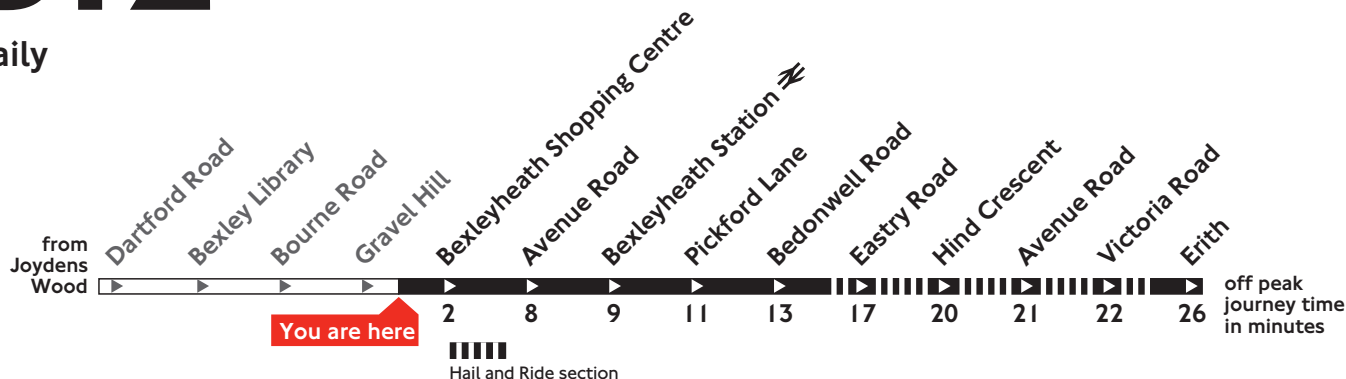 Dartford Road
Bexley Library
Bourne Road
Gravel Hill
Bexleyheath Shopping Centre
Avenue Road
Bexleyheath Station
Pickford Lane
Bedonwell Road
Eastry Road
Hind Crescent
Avenue Road
Victoria Road
Erith
from
Joydens
Wood
off peak
journey time
in minutes
You are here
2 8 9 11 13 17 20 21 22 26
Hail and Ride section